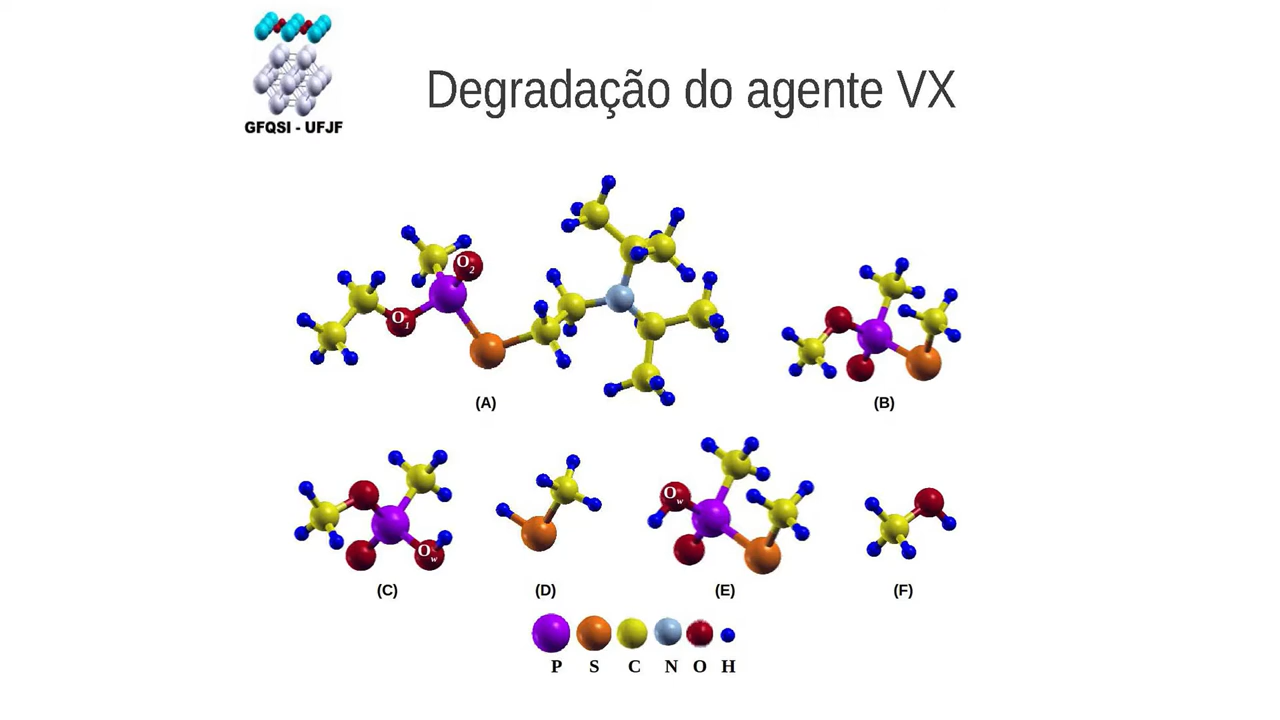 GFQSI - UFJF
Degradação do agente VX
O2
O1
(A)
(B)
Ow
(C)
(D)
Ow
(E)
(F)
P S C N O H